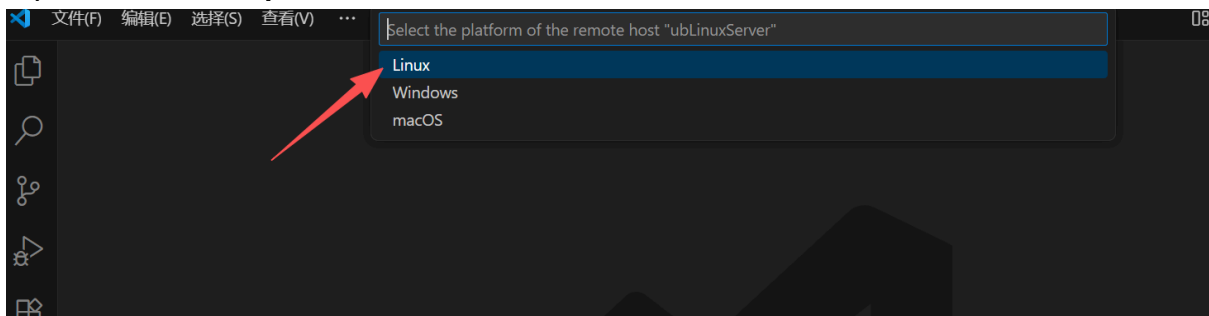 文件(F) 编辑(E) 选择(S) 查看(V) ···
Select the platform of the remote host "ubLinuxServer"
Linux
Windows
macOS